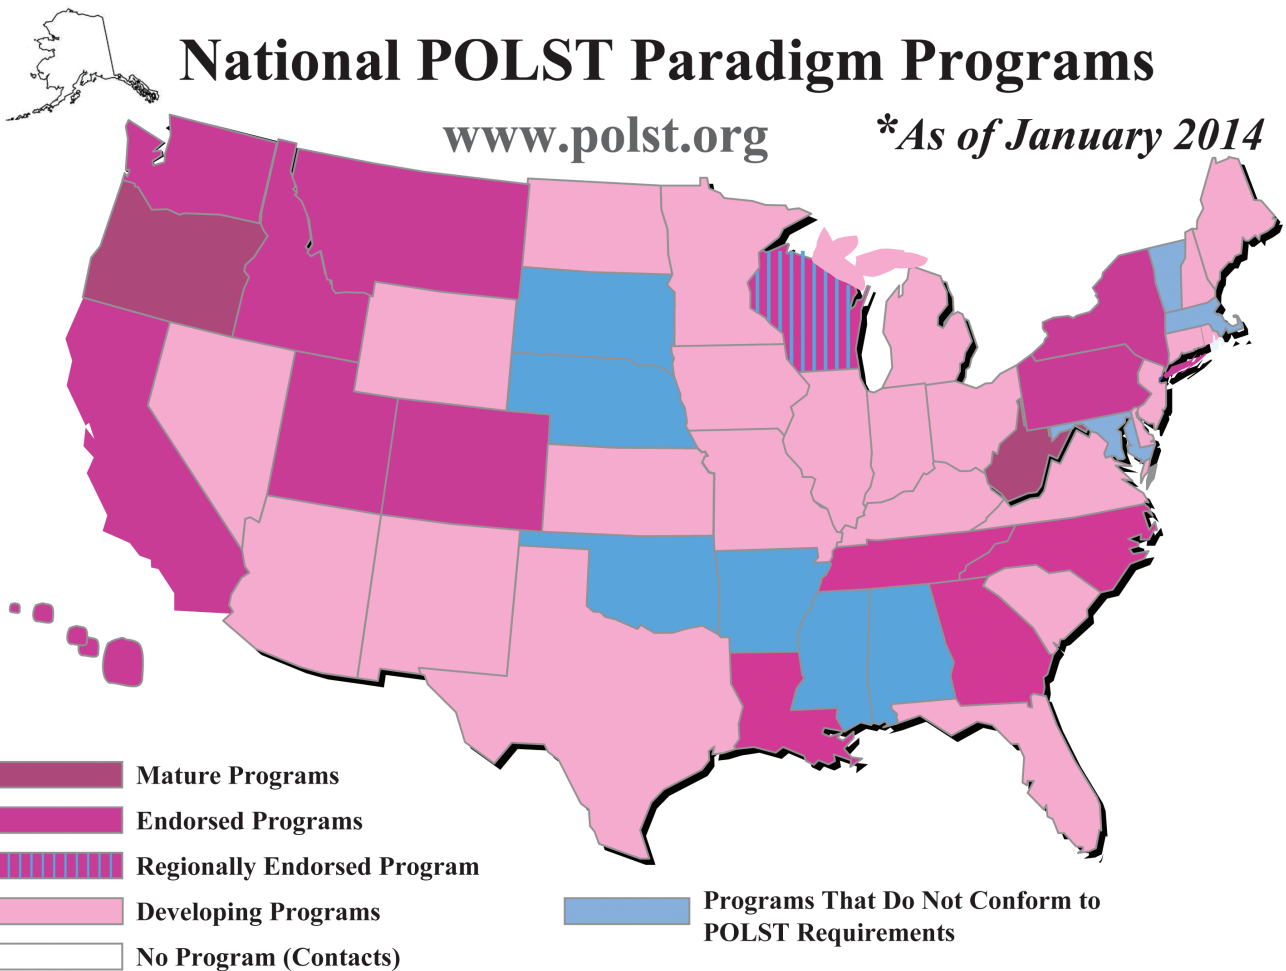 National POLST Paradigm Programs
www.polst.org
*As of January 2014
Mature Programs
Endorsed Programs
Regionally Endorsed Program
Developing Programs
No Program (Contacts)
Programs That Do Not Conform to
POLST Requirements